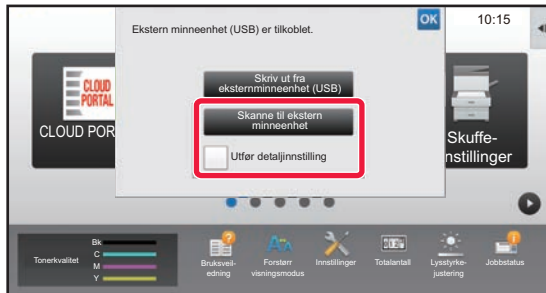 Ekstern minneenhet (USB) er tilkoblet.
OK
10:15
Skriv ut fra
eksternminneenhet (USB)
Skanne til ekstern
minneenhet
Utfør detaljinnstilling
CLOUD
PORTAL
CLOUD POR
Skuffe-
nstillinger
Tonerkvalitet
Bk
C
M
Y
Bruksveil-
edning
Forstørr
visningsmodus
Innstillinger
Totalantall
Lysstyrke-
justering
Jobbstatus